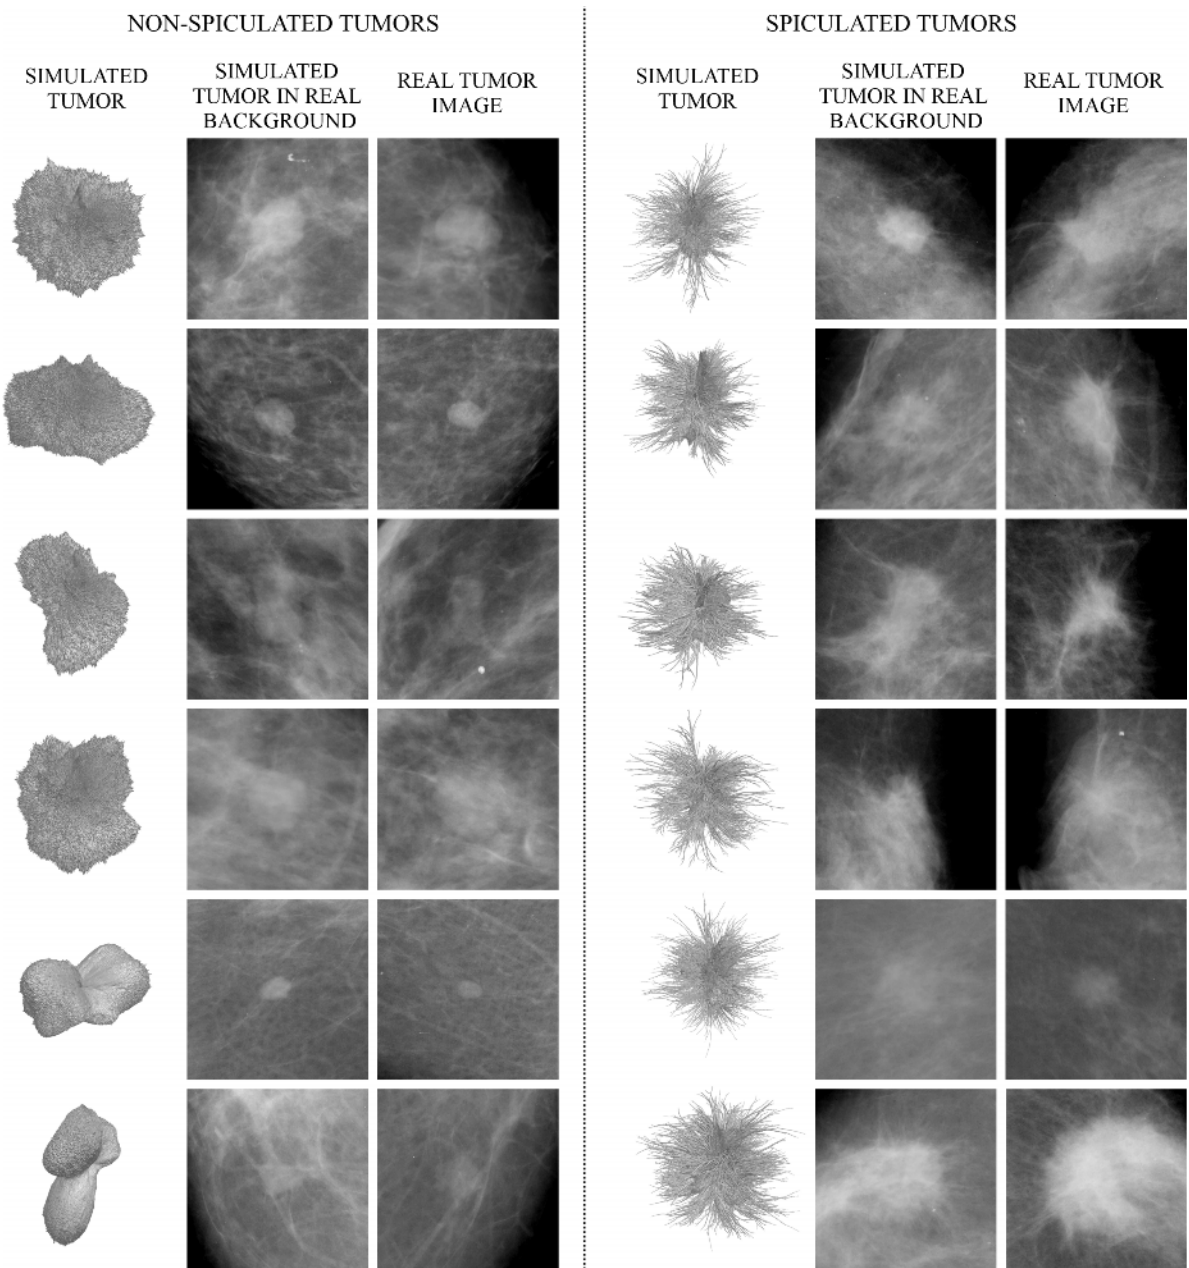 NON-SPICULATED TUMORS
SIMULATED
TUMOR
SIMULATED
TUMOR IN REAL
BACKGROUND
REAL TUMOR
IMAGE
SPICULATED TUMORS
SIMULATED
TUMOR
SIMULATED
TUMOR IN REAL
BACKGROUND
REAL TUMOR
IMAGE